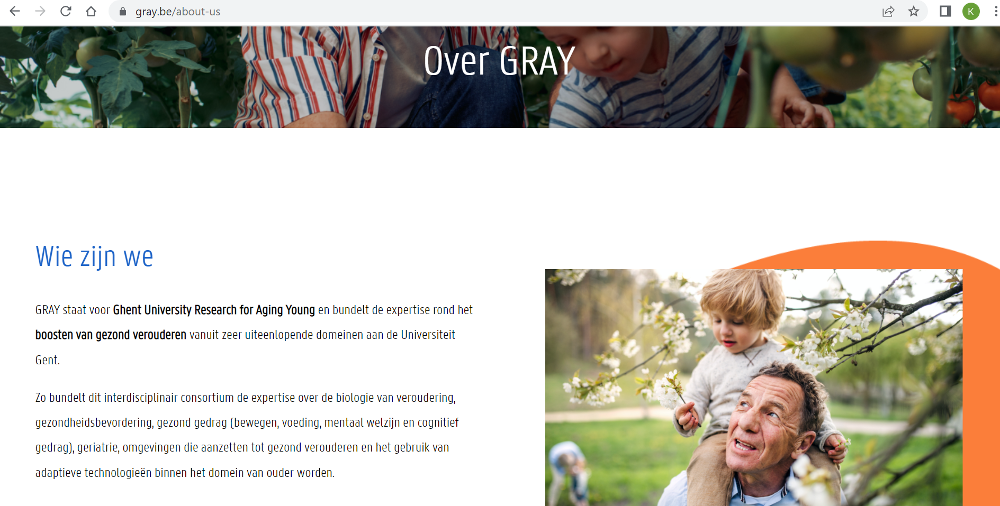 gray.be/about-us
K
Over GRAY
Wie zijn we
GRAY staat voor Ghent University Research for Aging Young en bundelt de expertise rond het
boosten van gezond verouderen vanuit zeer uiteenlopende domeinen aan de Universiteit
Gent.
Zo bundelt dit interdisciplinair consortium de expertise over de biologie van veroudering,
gezondheidsbevordering, gezond gedrag (bewegen, voeding, mentaal welzijn en cognitief
gedrag), geriatrie, omgevingen die aanzetten tot gezond verouderen en het gebruik van
adaptieve technologieën binnen het domein van ouder worden.